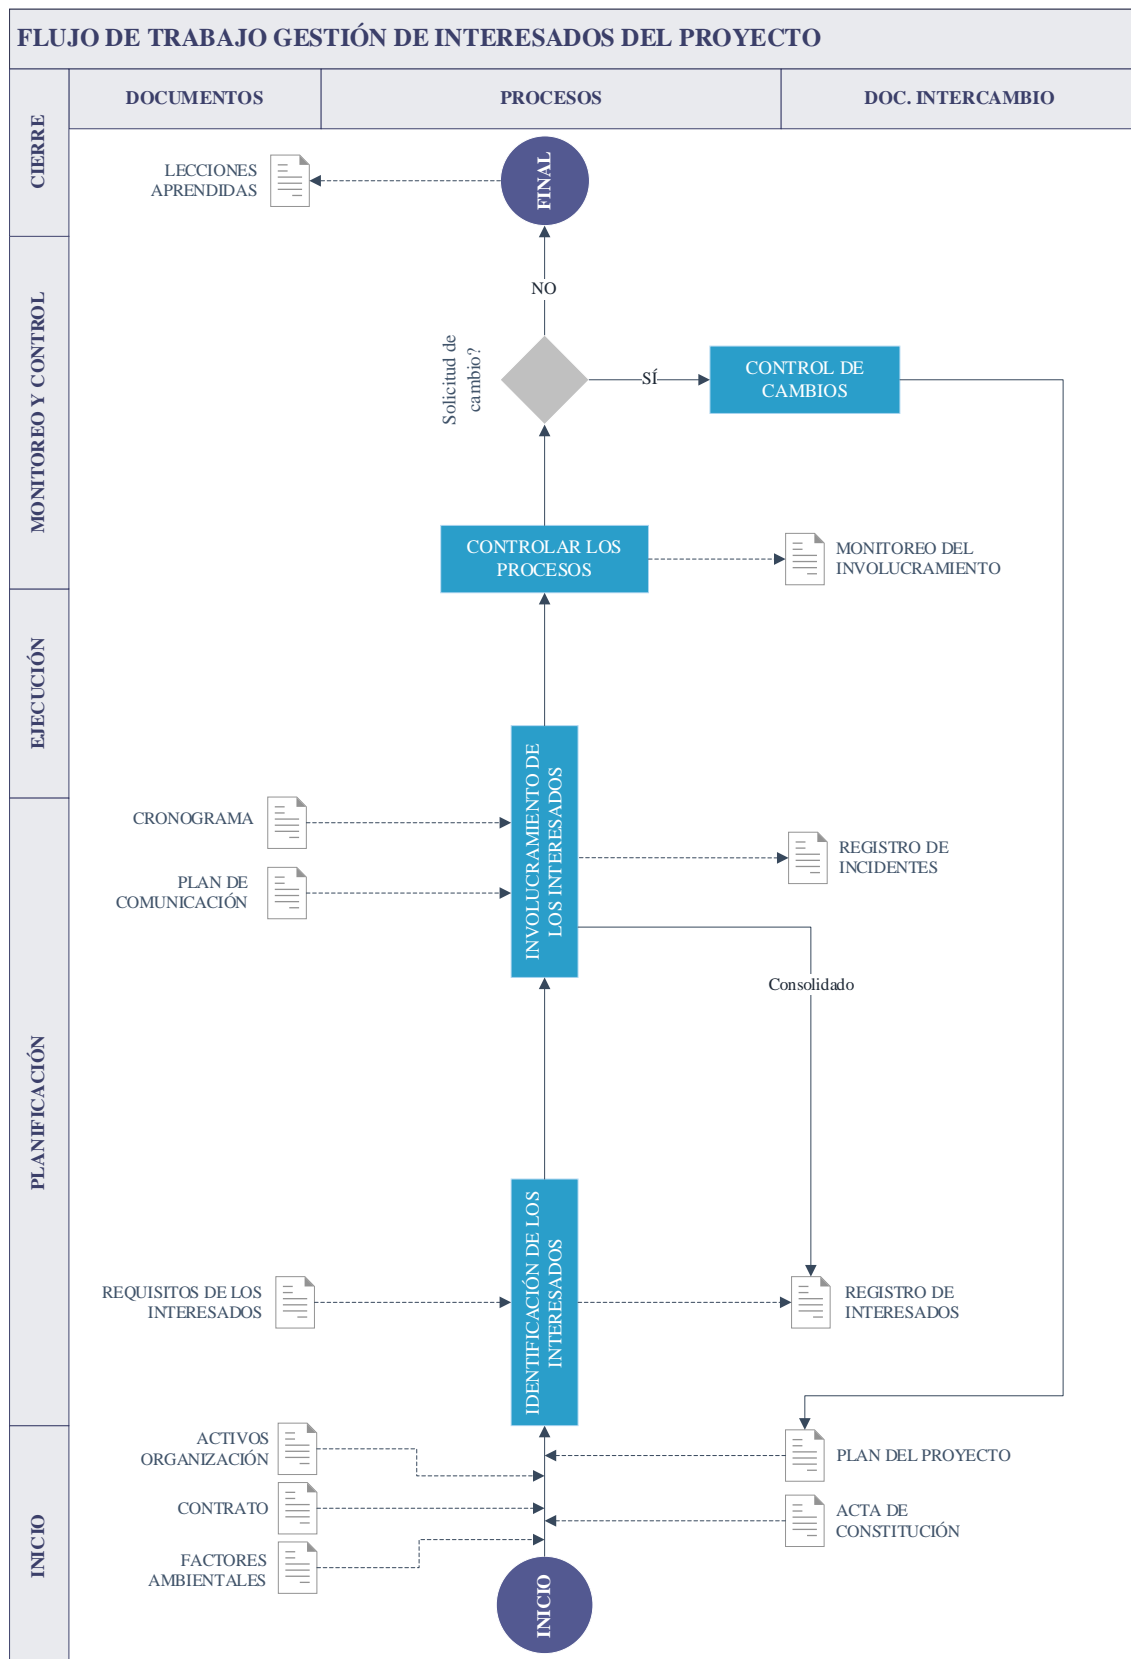 FLUJO DE TRABAJO GESTIÓN DE INTERESADOS DEL PROYECTO
DOCUMENTOS
PROCESOS
DOC. INTERCAMBIO
CIERRE
LECCIONES
APRENDIDAS
FINAL
MONITOREO Y CONTROL
NO
Solicitud de
cambio?
SÍ
CONTROL DE
CAMBIOS
CONTROLAR LOS
PROCESOS
MONITOREO DEL
INVOLUCRAMIENTO
EJECUCIÓN
PLANIFICACIÓN
CRONOGRAMA
PLAN DE
COMUNICACIÓN
INVOLUCRAMIENTO DE
LOS INTERESADOS
REGISTRO DE
INCIDENTES
Consolidado
REQUISITOS DE LOS
INTERESADOS
IDENTIFICACIÓN DE LOS
INTERESADOS
REGISTRO DE
INTERESADOS
INICIO
ACTIVOS
ORGANIZACIÓN
PLAN DEL PROYECTO
CONTRATO
ACTA DE
CONSTITUCIÓN
FACTORES
AMBIENTALES
INICIO